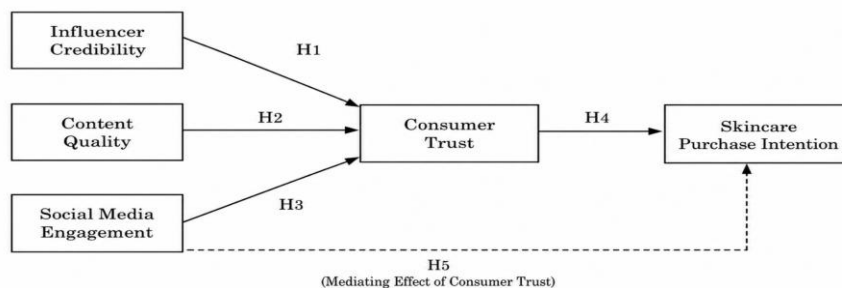 Influencer
Credibility
H1
Content
Quality
H2
Consumer
Trust
H4
Skincare
Purchase Intention
H3
Social Media
Engagement
H5
(Mediating Effect of Consumer Trust)